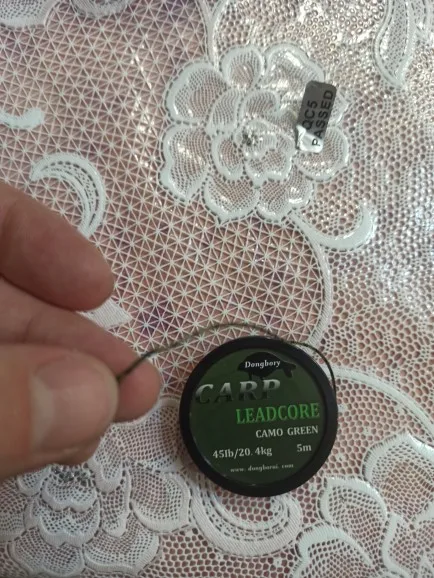 QC5
PASSED
Dongbory
CARP
LEADCORE
CAMO GREEN
45lb/20.4kg 5m